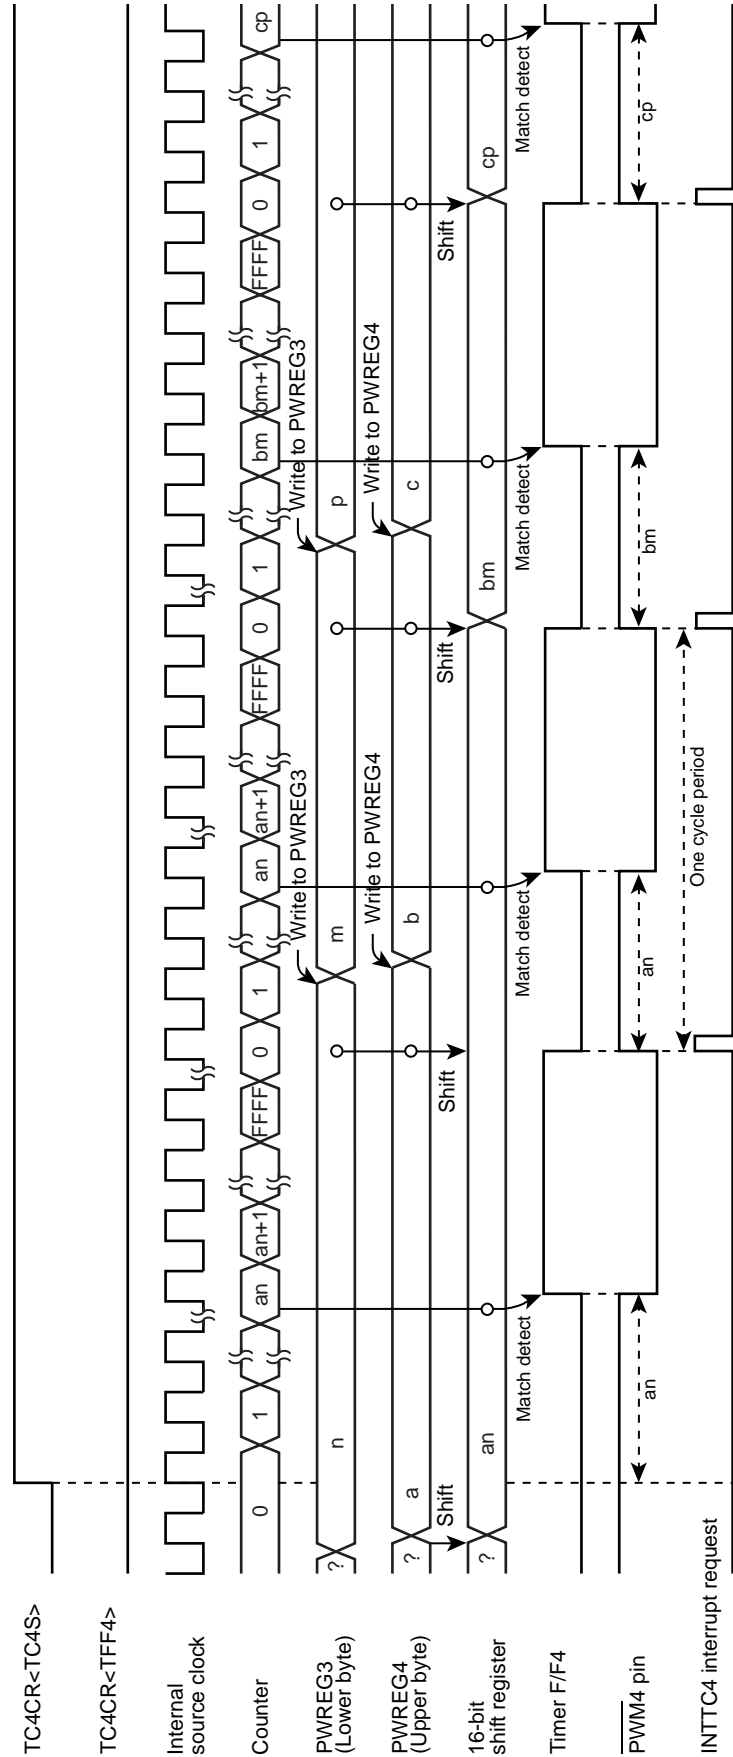 TC4CR<TC4S>
TC4CR<TFF4>
Internal
source clock
Counter
0
1
an
an+1
FFFF
0
1
an
an+1
FFFF
0
1
bm
bm+1
FFFF
0
1
cp
Write to PWREG3
Write to PWREG3
PWREG3
(Lower byte)
?
n
m
p
Write to PWREG4
Write to PWREG4
PWREG4
(Upper byte)
?
a
b
c
Shift
Shift
Shift
Shift
16-bit
shift register
?
an
bm
cp
Match detect
Match detect
Match detect
Match detect
Timer F/F4
PWM4 pin
an
an
bm
cp
One cycle period
INTTC4 interrupt request